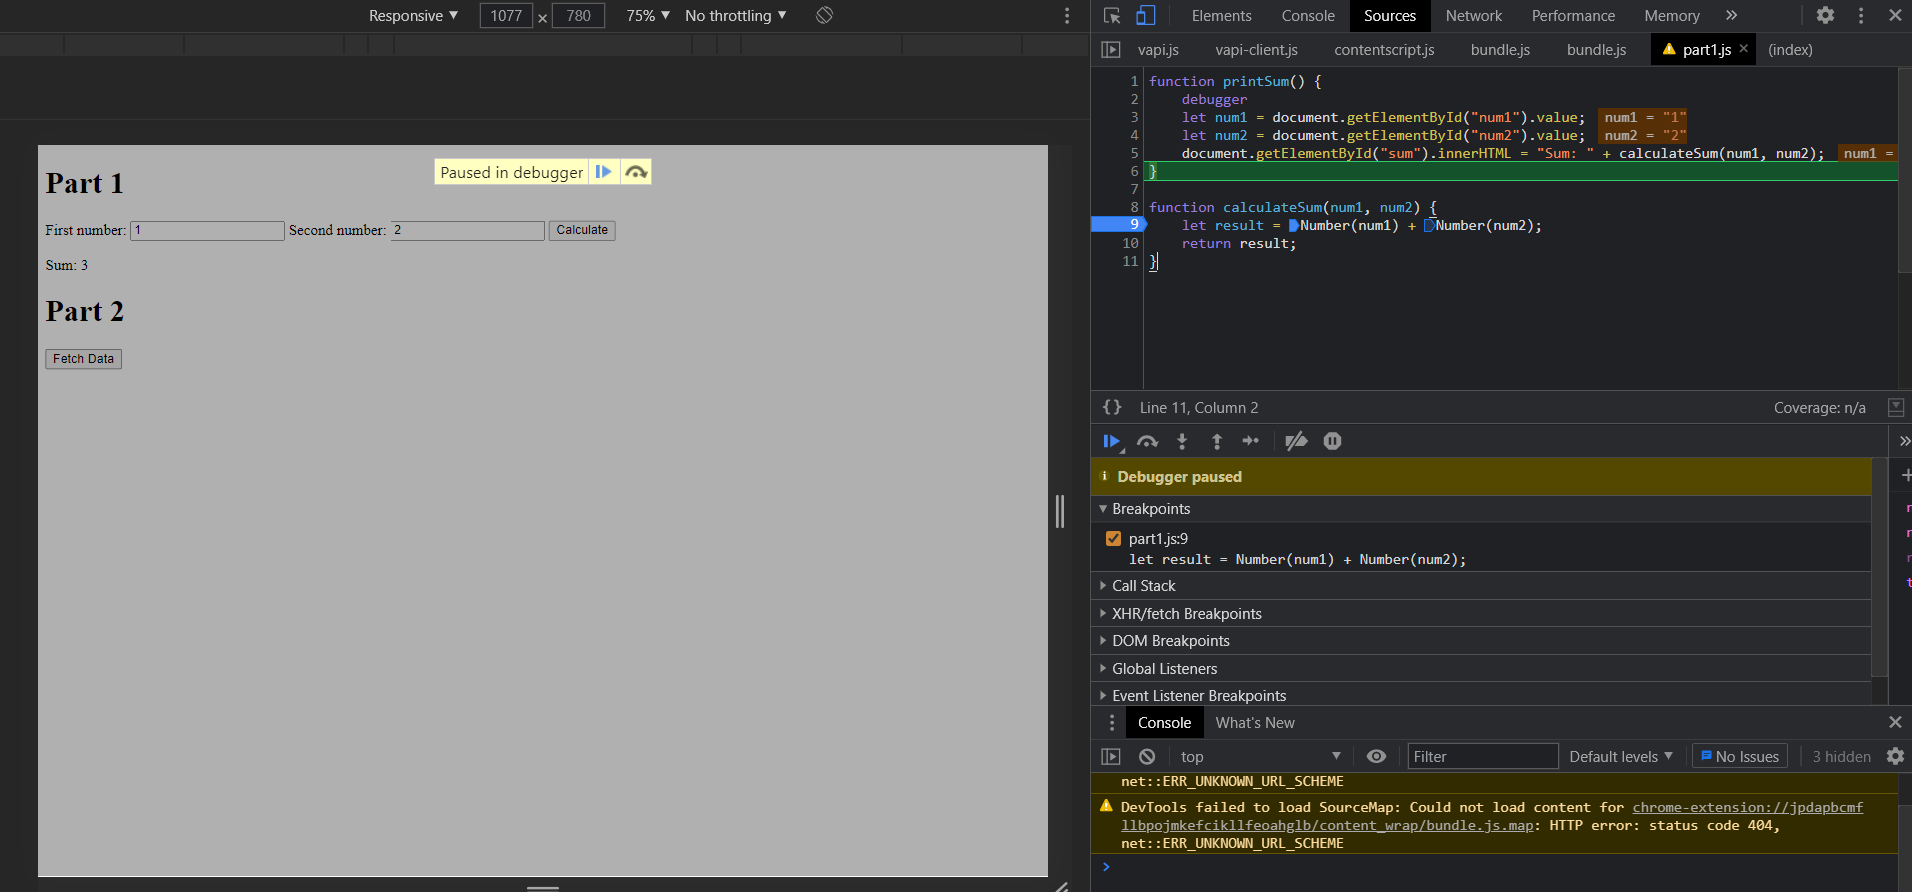 Responsive ▼ 1077 × 780 75% ▼ No throttling ▼
Elements Console Sources Network Performance Memory »
vapi.js vapi-client.js contentscript.js bundle.js bundle.js part1.js × (index)
1 function printSum() {
2 debugger
3 let num1 = document.getElementById("num1").value; num1 = "1"
4 let num2 = document.getElementById("num2").value; num2 = "2"
5 document.getElementById("sum").innerHTML = "Sum: " + calculateSum(num1, num2); num1 =
6 }
7
8 function calculateSum(num1, num2) {
9 let result = Number(num1) + Number(num2);
10 return result;
11 }
Paused in debugger
Part 1
First number: 1 Second number: 2 Calculate
Sum: 3
Part 2
Fetch Data
{} Line 11, Column 2 Coverage: n/a
»
Debugger paused
Breakpoints
part1.js:9
let result = Number(num1) + Number(num2);
Call Stack
XHR/fetch Breakpoints
DOM Breakpoints
Global Listeners
Event Listener Breakpoints
Console What's New
top ▼ Filter Default levels ▼ No Issues 3 hidden
net::ERR_UNKNOWN_URL_SCHEME
DevTools failed to load SourceMap: Could not load content for chrome-extension://jpdapbcmf
llbpojmkefcikllfeoahglb/content_wrap/bundle.js.map: HTTP error: status code 404,
net::ERR_UNKNOWN_URL_SCHEME
>